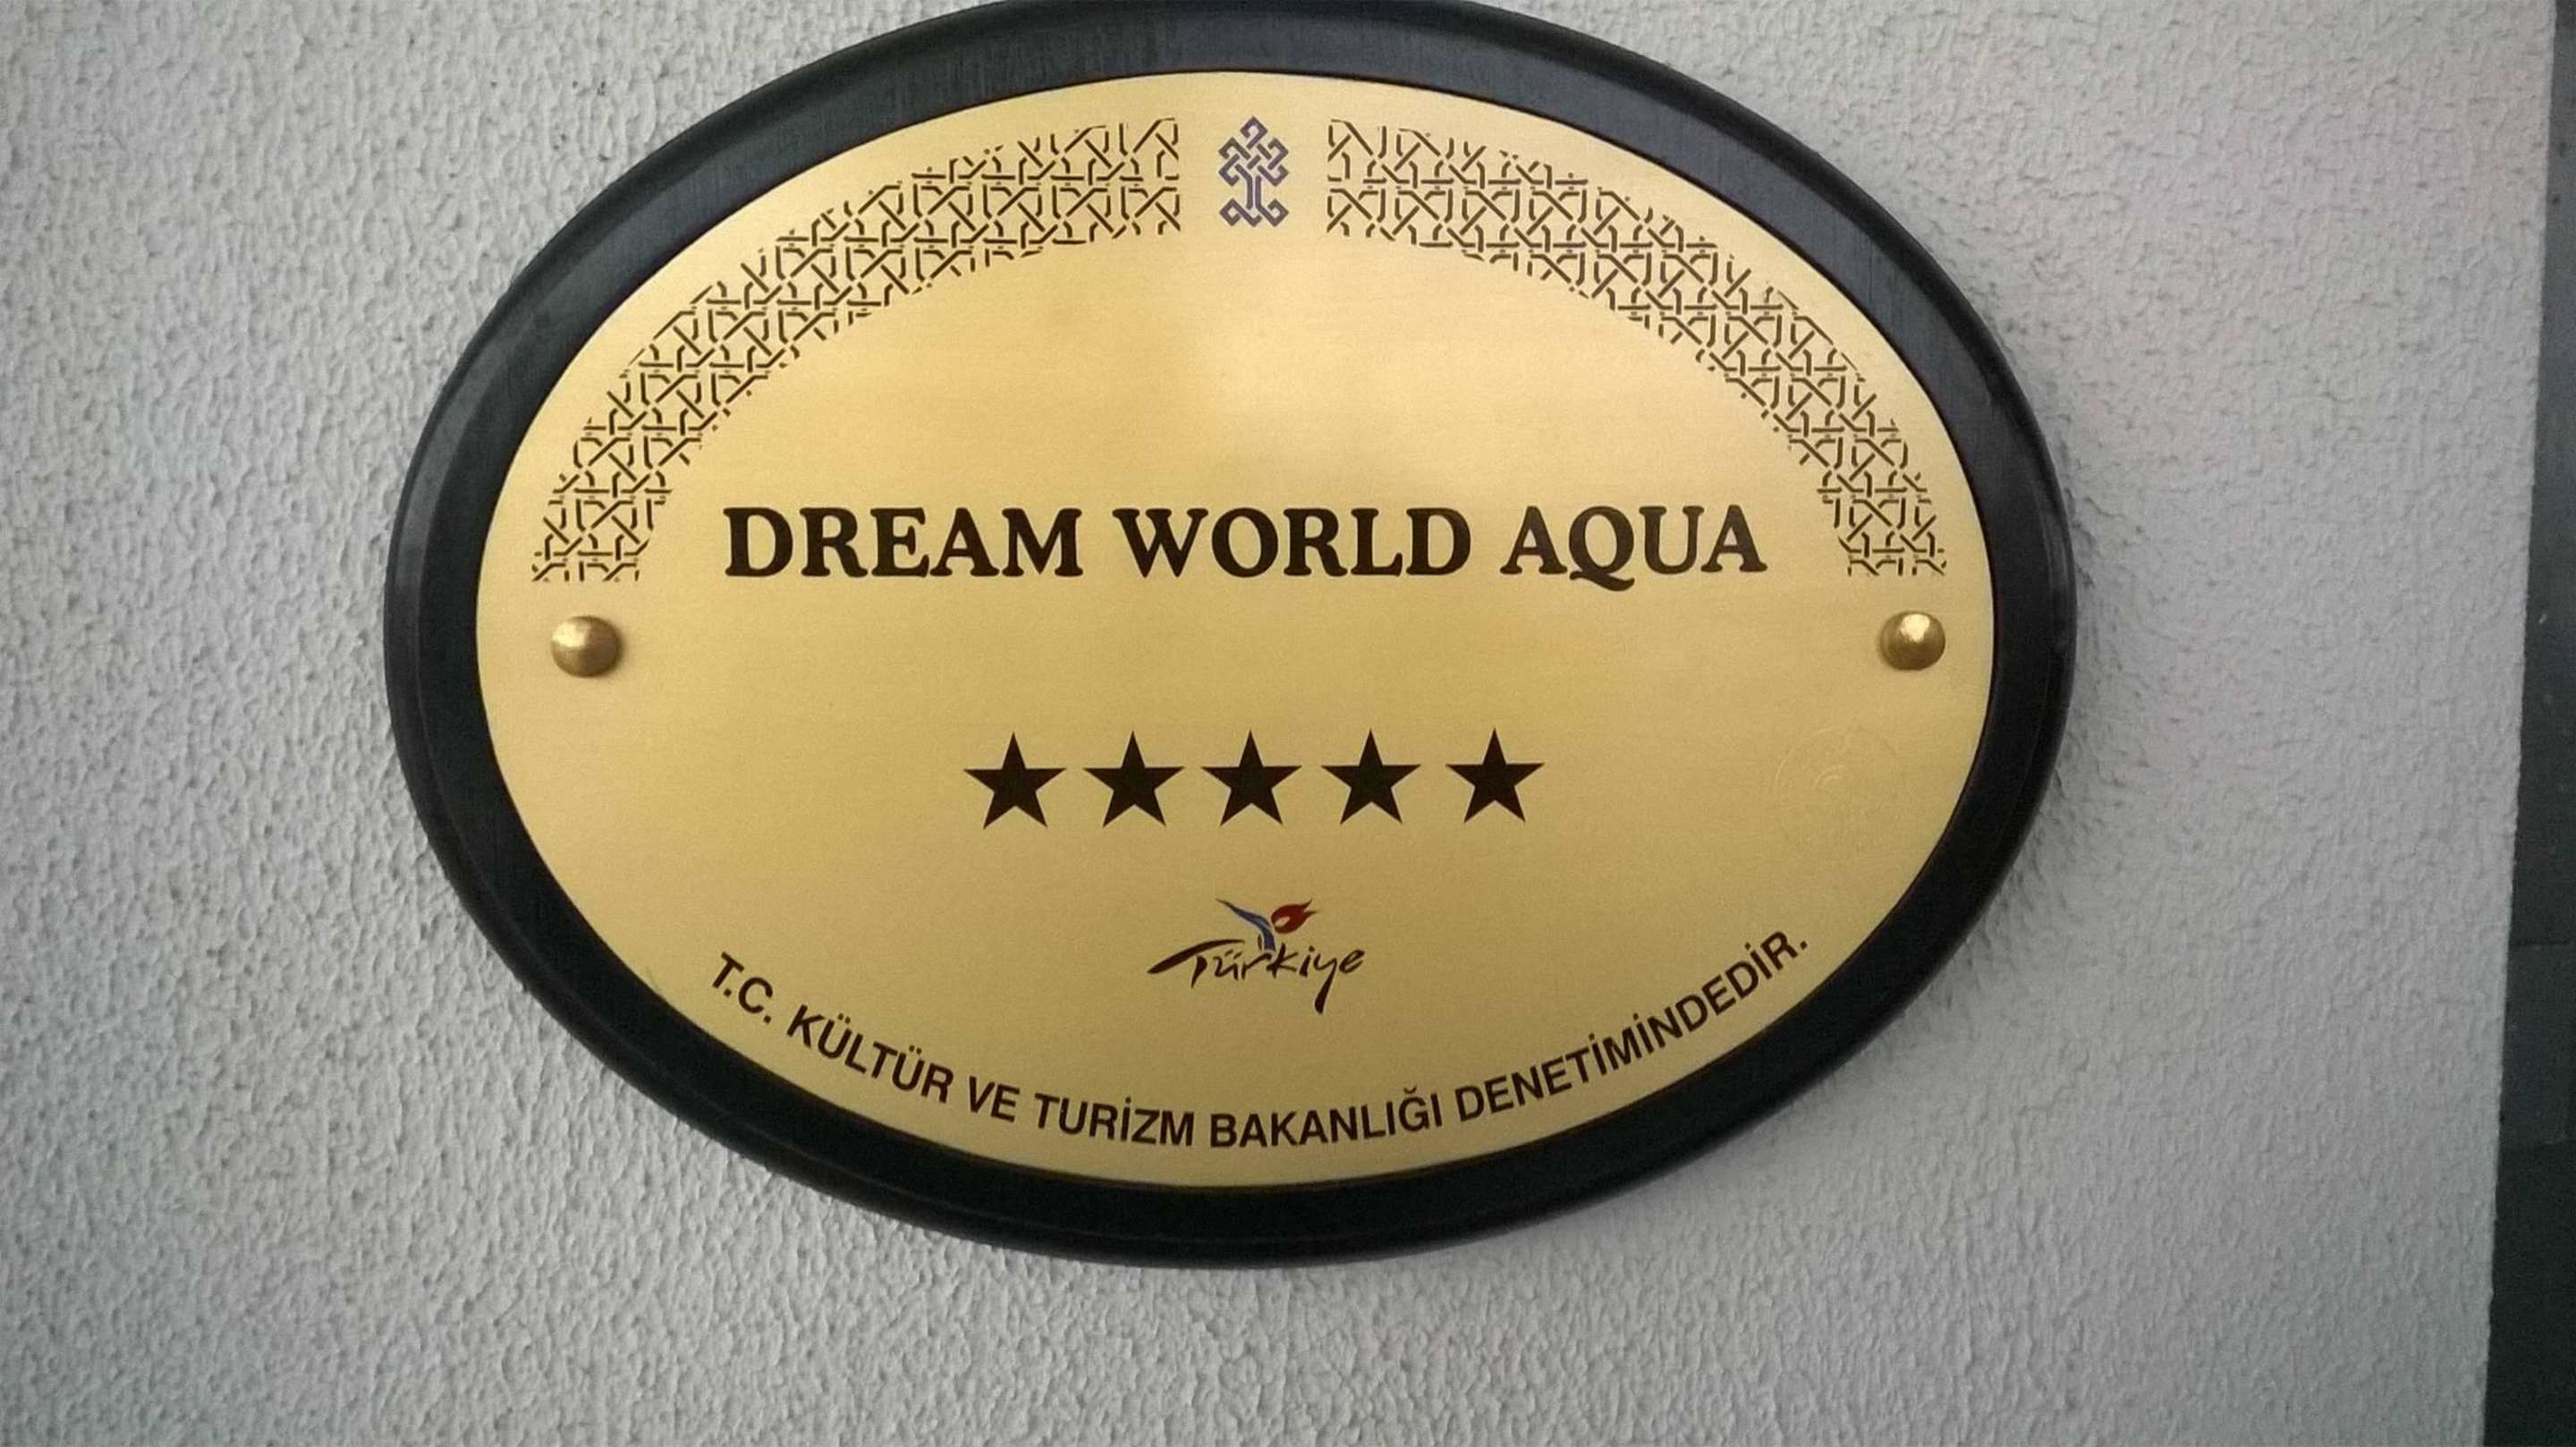 DREAM WORLD AQUA
Türkiye
T.C. KÜLTÜR VE TURİZM BAKANLIĞI DENETİMİNDEDİR.